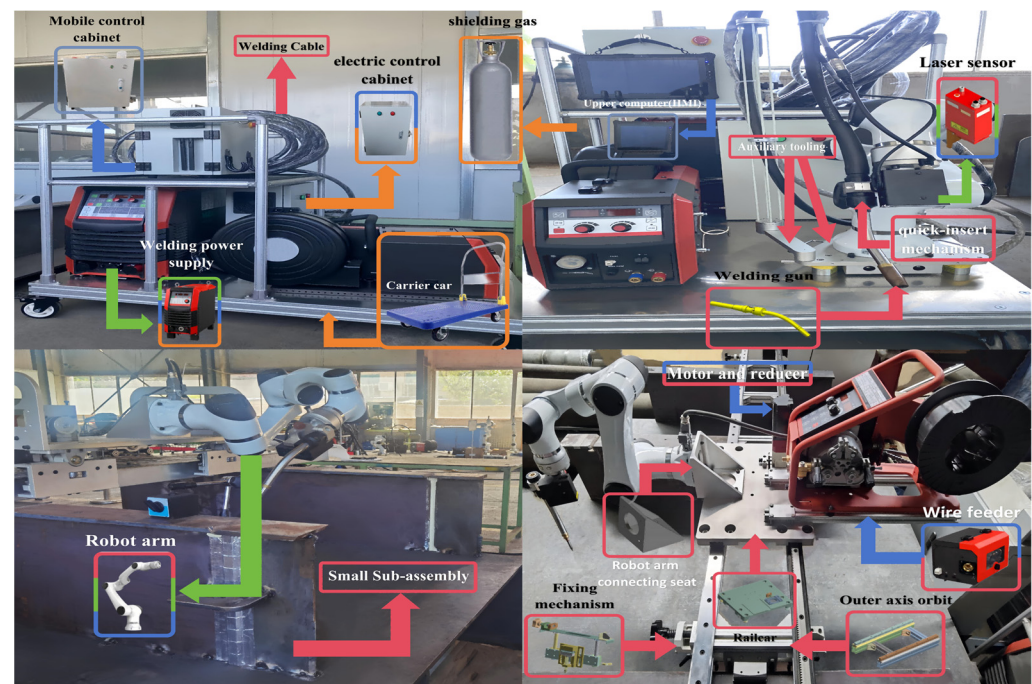 Mobile control
cabinet
Welding Cable
electric control
cabinet
shielding gas
Welding power
supply
Carrier car
Upper computer(HMI)
Laser sensor
Auxiliary tooling
quick-insert
mechanism
Welding gun
Robot arm
Small Sub-assembly
Motor and reducer
Wire feeder
Robot arm
connecting seat
Fixing
mechanism
Railcar
Outer axis orbit